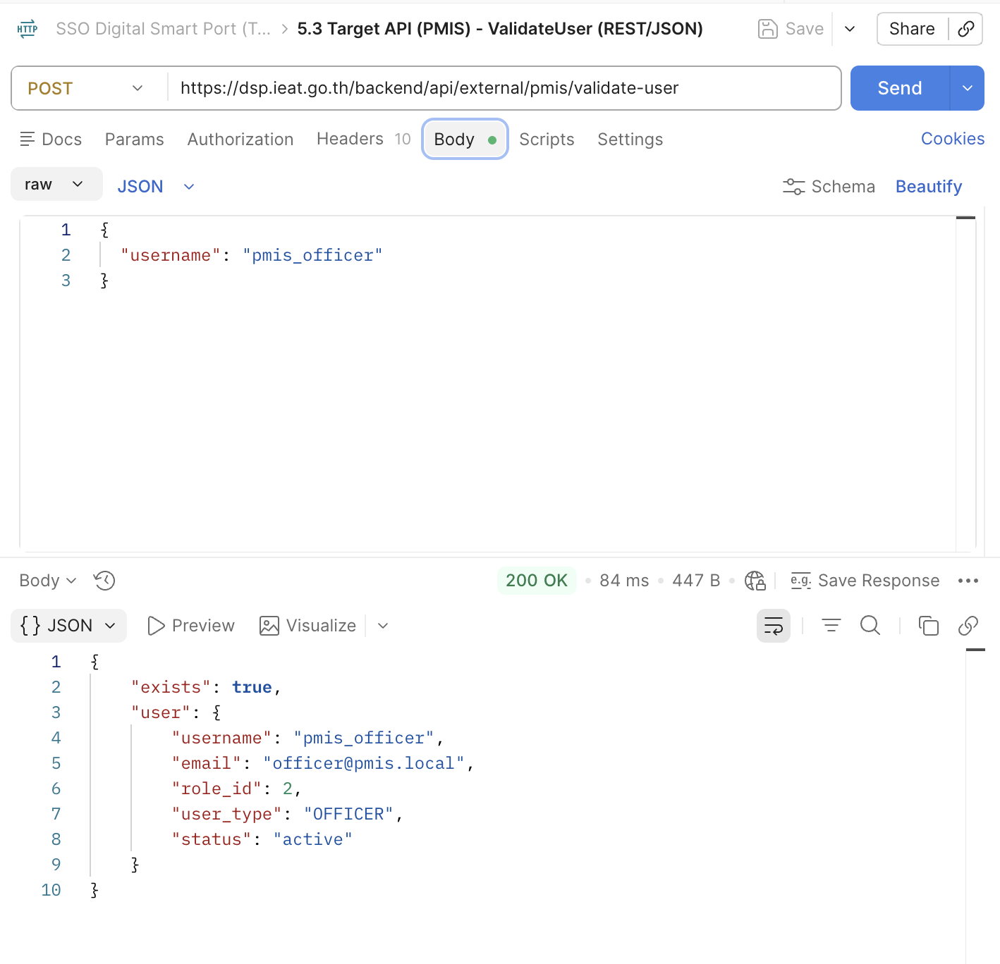 HTTP SSO Digital Smart Port (T... > 5.3 Target API (PMIS) - ValidateUser (REST/JSON) Save Share
POST https://dsp.ieat.go.th/backend/api/external/pmis/validate-user Send
Docs Params Authorization Headers 10 Body Scripts Settings Cookies
raw JSON Schema Beautify
1 {
2 "username": "pmis_officer"
3 }
Body 200 OK 84 ms 447 B e.g. Save Response
{ } JSON Preview Visualize
1 {
2 "exists": true,
3 "user": {
4 "username": "pmis_officer",
5 "email": "officer@pmis.local",
6 "role_id": 2,
7 "user_type": "OFFICER",
8 "status": "active"
9 }
10 }